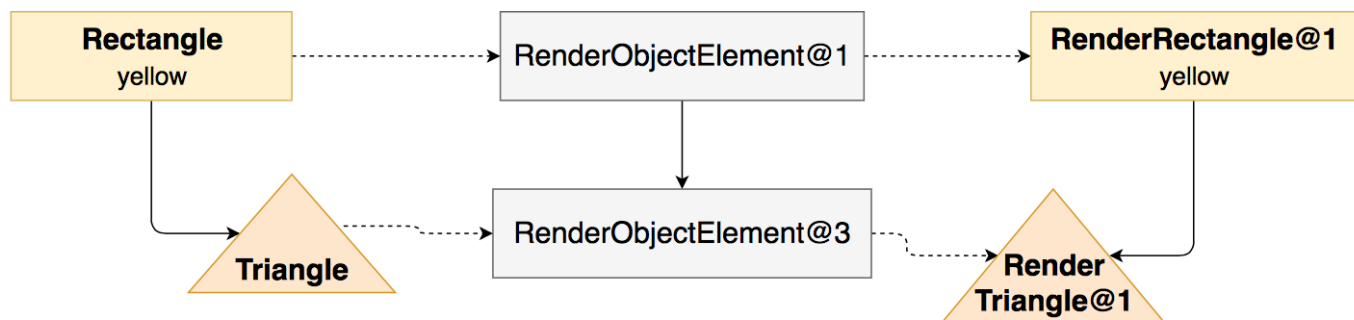 Rectangle
yellow
RenderObjectElement@1
RenderRectangle@1
yellow
Triangle
RenderObjectElement@3
Render
Triangle@1